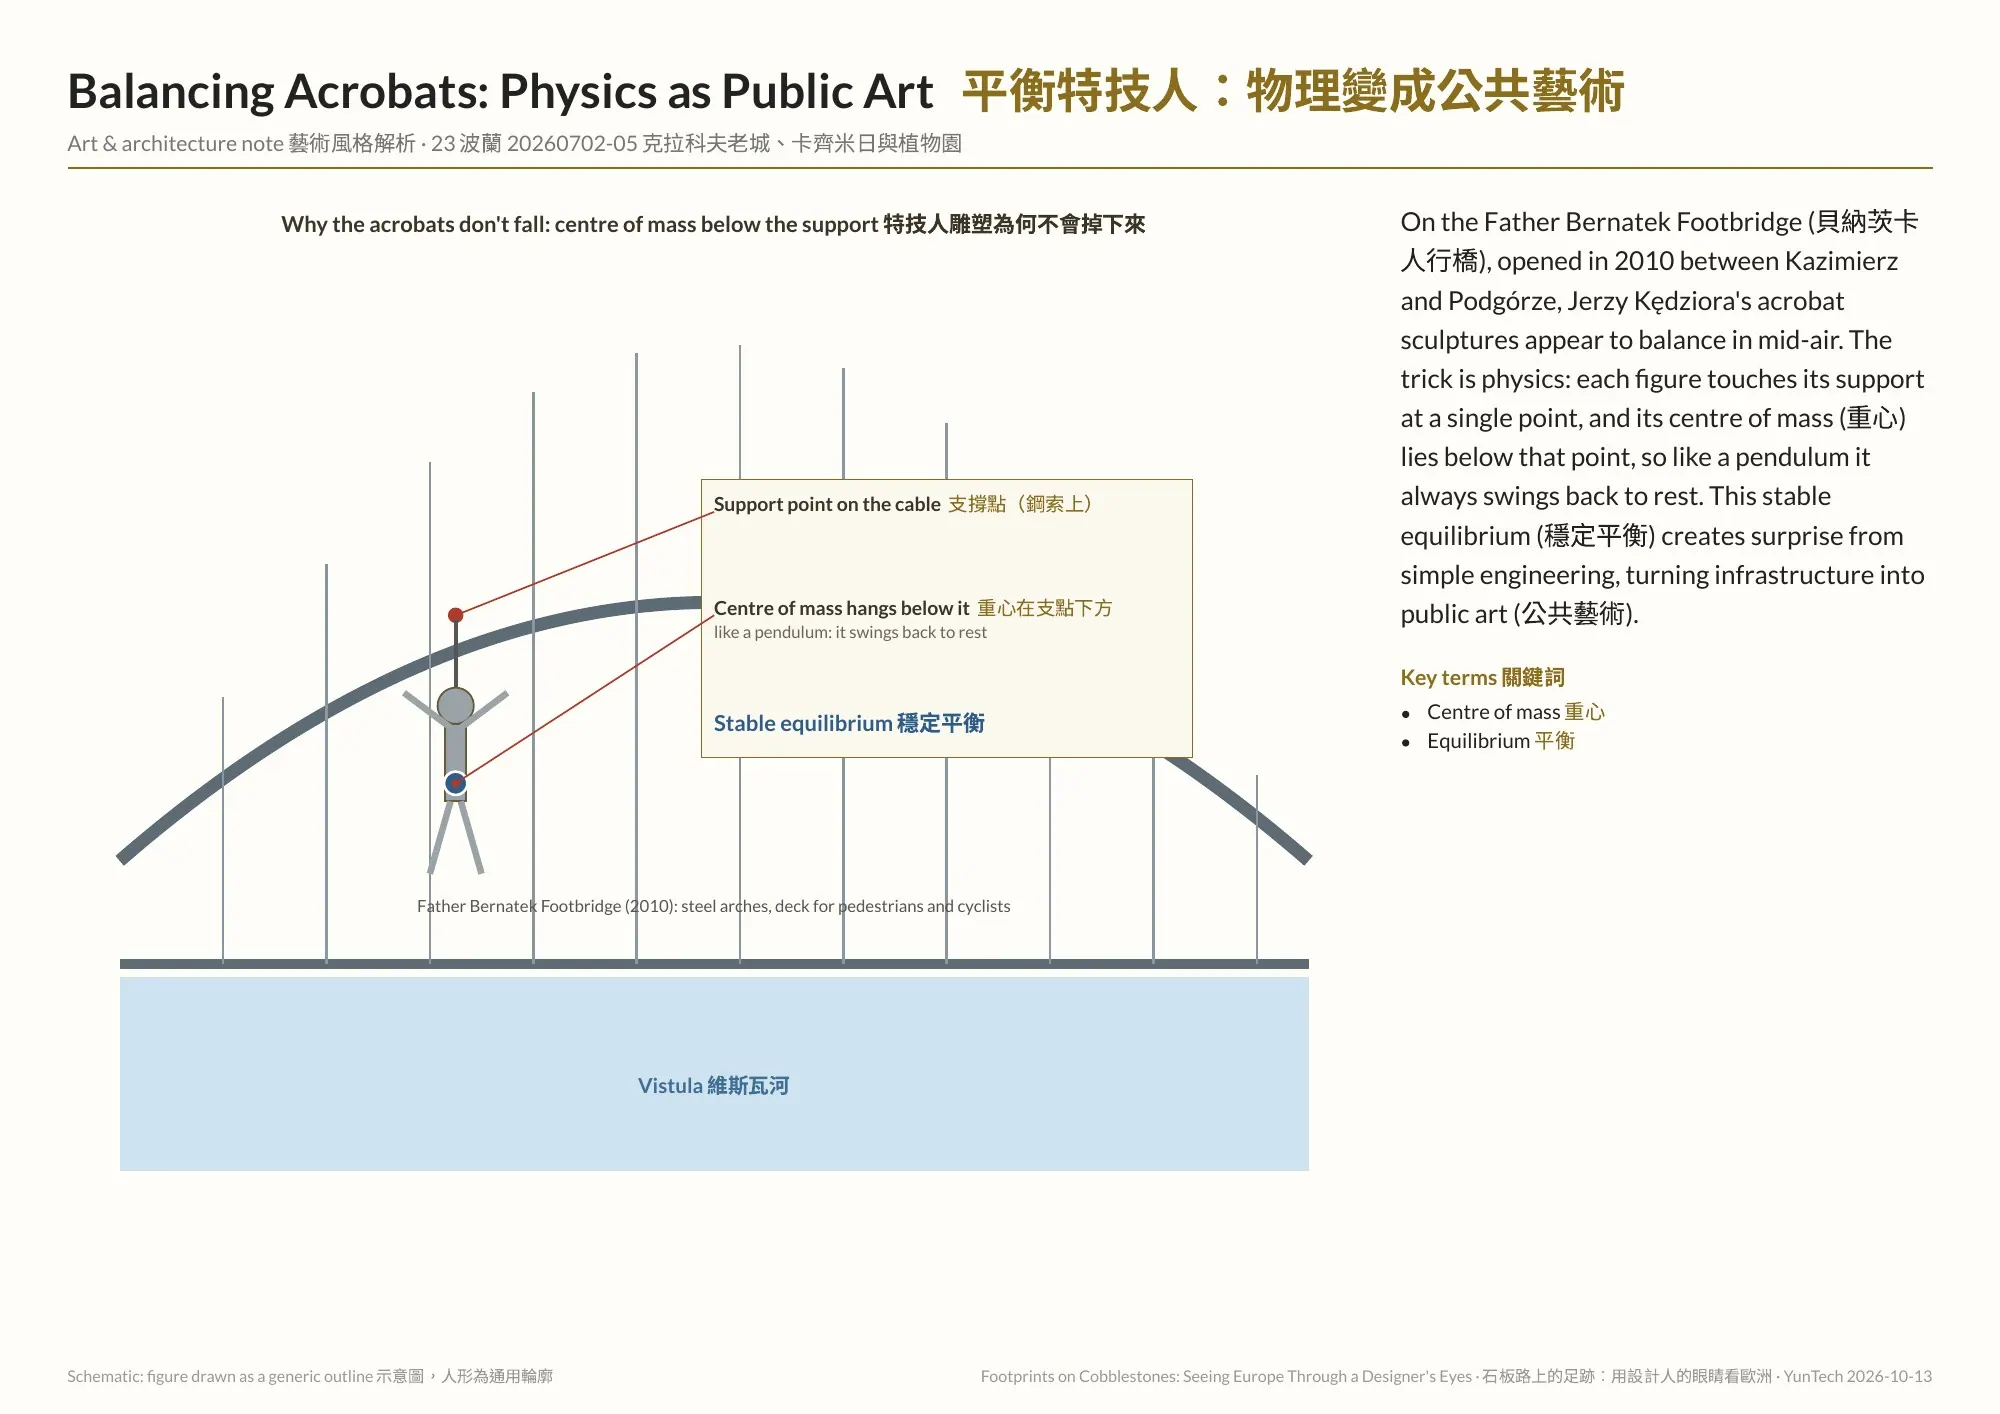 Balancing Acrobats: Physics as Public Art 平衡特技人：物理變成公共藝術
Art & architecture note 藝術風格解析 · 23 波蘭 20260702-05 克拉科夫老城、卡齊米日與植物園
Why the acrobats don't fall: centre of mass below the support 特技人雕塑為何不會掉下來
Support point on the cable 支撐點（鋼索上）
Centre of mass hangs below it 重心在支點下方
like a pendulum: it swings back to rest
Stable equilibrium 穩定平衡
Father Bernatek Footbridge (2010): steel arches, deck for pedestrians and cyclists
Vistula 維斯瓦河
On the Father Bernatek Footbridge (貝納茨卡
人行橋), opened in 2010 between Kazimierz
and Podgórze, Jerzy Kędziora's acrobat
sculptures appear to balance in mid-air. The
trick is physics: each figure touches its support
at a single point, and its centre of mass (重心)
lies below that point, so like a pendulum it
always swings back to rest. This stable
equilibrium (穩定平衡) creates surprise from
simple engineering, turning infrastructure into
public art (公共藝術).
Key terms 關鍵詞
• Centre of mass 重心
• Equilibrium 平衡
Schematic: figure drawn as a generic outline 示意圖，人形為通用輪廓
Footprints on Cobblestones: Seeing Europe Through a Designer's Eyes · 石板路上的足跡：用設計人的眼睛看歐洲 · YunTech 2026-10-13